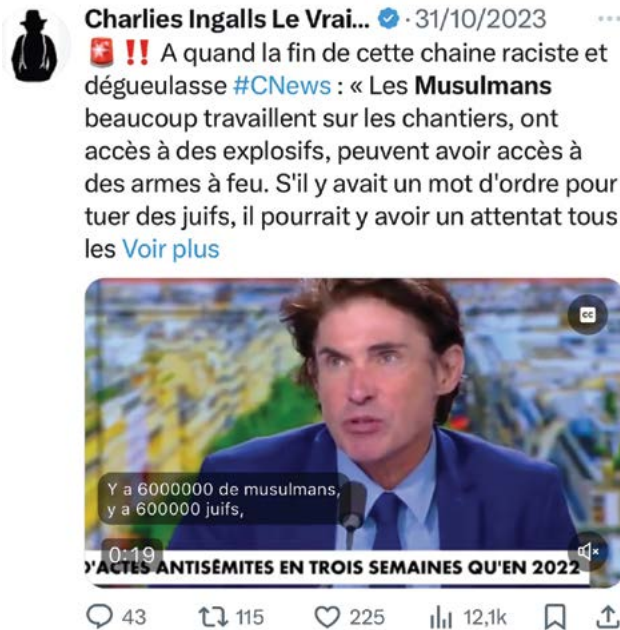 Charlies Ingalls Le Vrai... · 31/10/2023 ...
🚨 ‼️ A quand la fin de cette chaine raciste et
dégueulasse #CNews : « Les Musulmans
beaucoup travaillent sur les chantiers, ont
accès à des explosifs, peuvent avoir accès à
des armes à feu. S'il y avait un mot d'ordre pour
tuer des juifs, il pourrait y avoir un attentat tous
les Voir plus
CC
Y a 6000000 de musulmans,
y a 600000 juifs,
0:19
D'ACTES ANTISÉMITES EN TROIS SEMAINES QU'EN 2022
43 115 225 12,1k